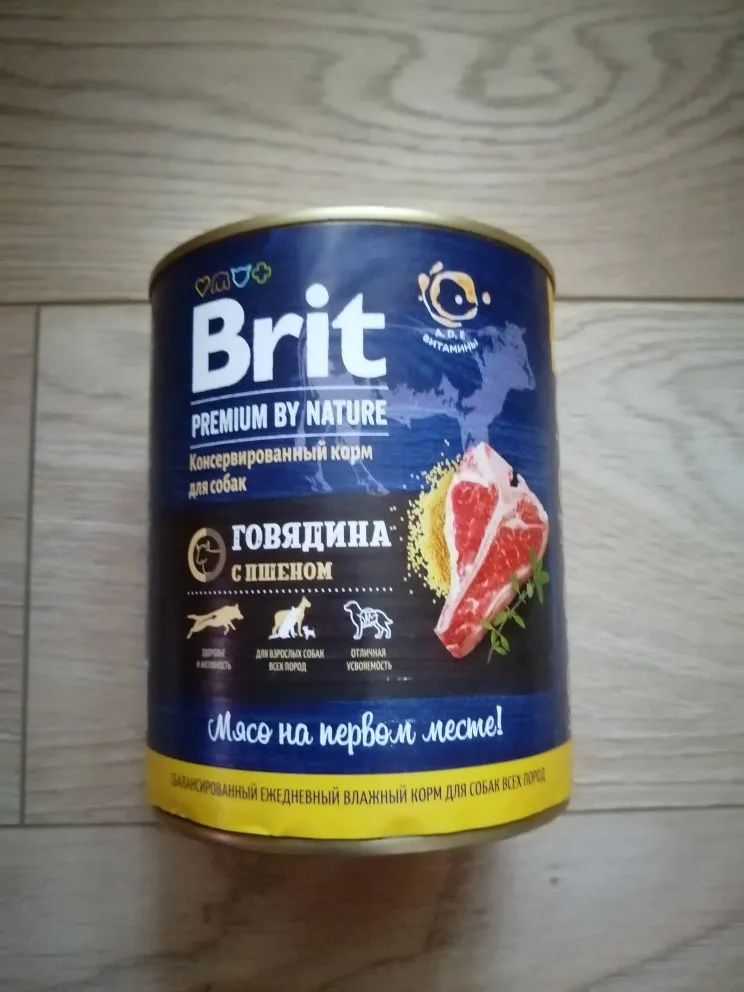 Brit
PREMIUM BY NATURE
Консервированный корм
для собак
A, D, E
ВИТАМИНЫ
ГОВЯДИНА
С ПШЕНОМ
ЗДОРОВЬЕ
И АКТИВНОСТЬ
ДЛЯ ВЗРОСЛЫХ СОБАК
ВСЕХ ПОРОД
ОТЛИЧНАЯ
УСВОЯЕМОСТЬ
Мясо на первом месте!
СБАЛАНСИРОВАННЫЙ ЕЖЕДНЕВНЫЙ ВЛАЖНЫЙ КОРМ ДЛЯ СОБАК ВСЕХ ПОРОД